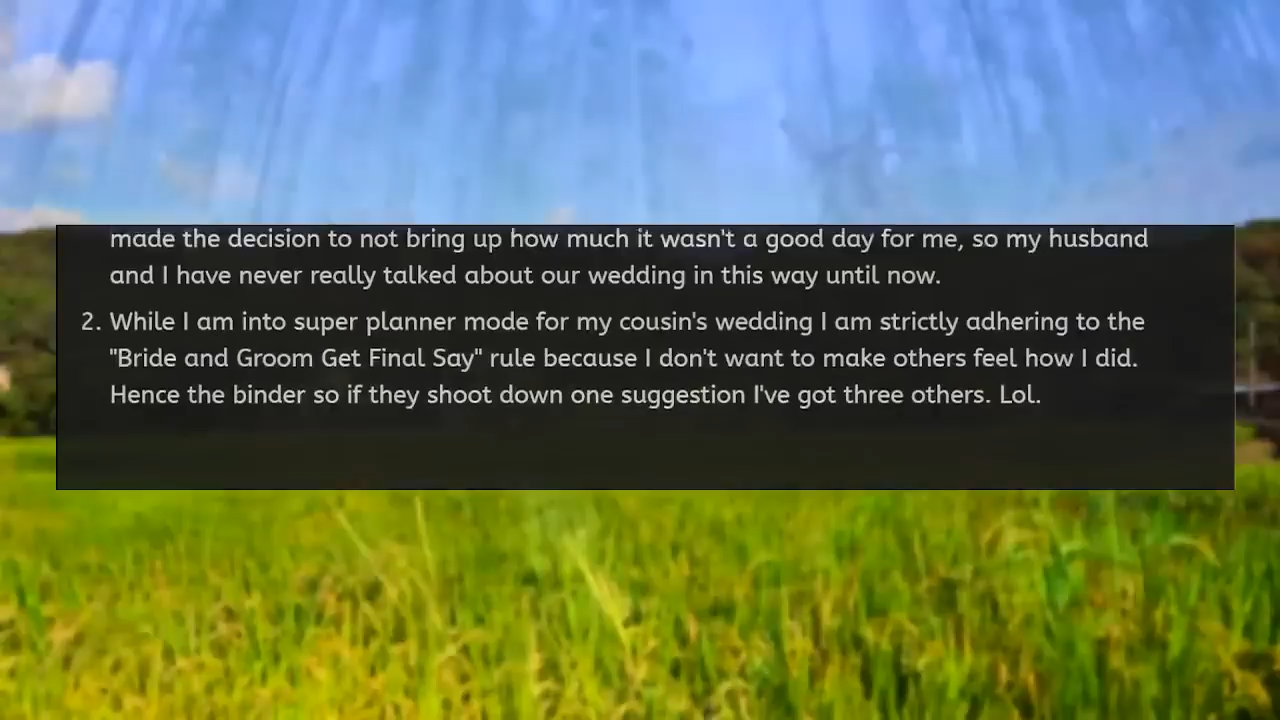 made the decision to not bring up how much it wasn't a good day for me, so my husband
and I have never really talked about our wedding in this way until now.
2. While I am into super planner mode for my cousin's wedding I am strictly adhering to the
"Bride and Groom Get Final Say" rule because I don't want to make others feel how I did.
Hence the binder so if they shoot down one suggestion I've got three others. Lol.